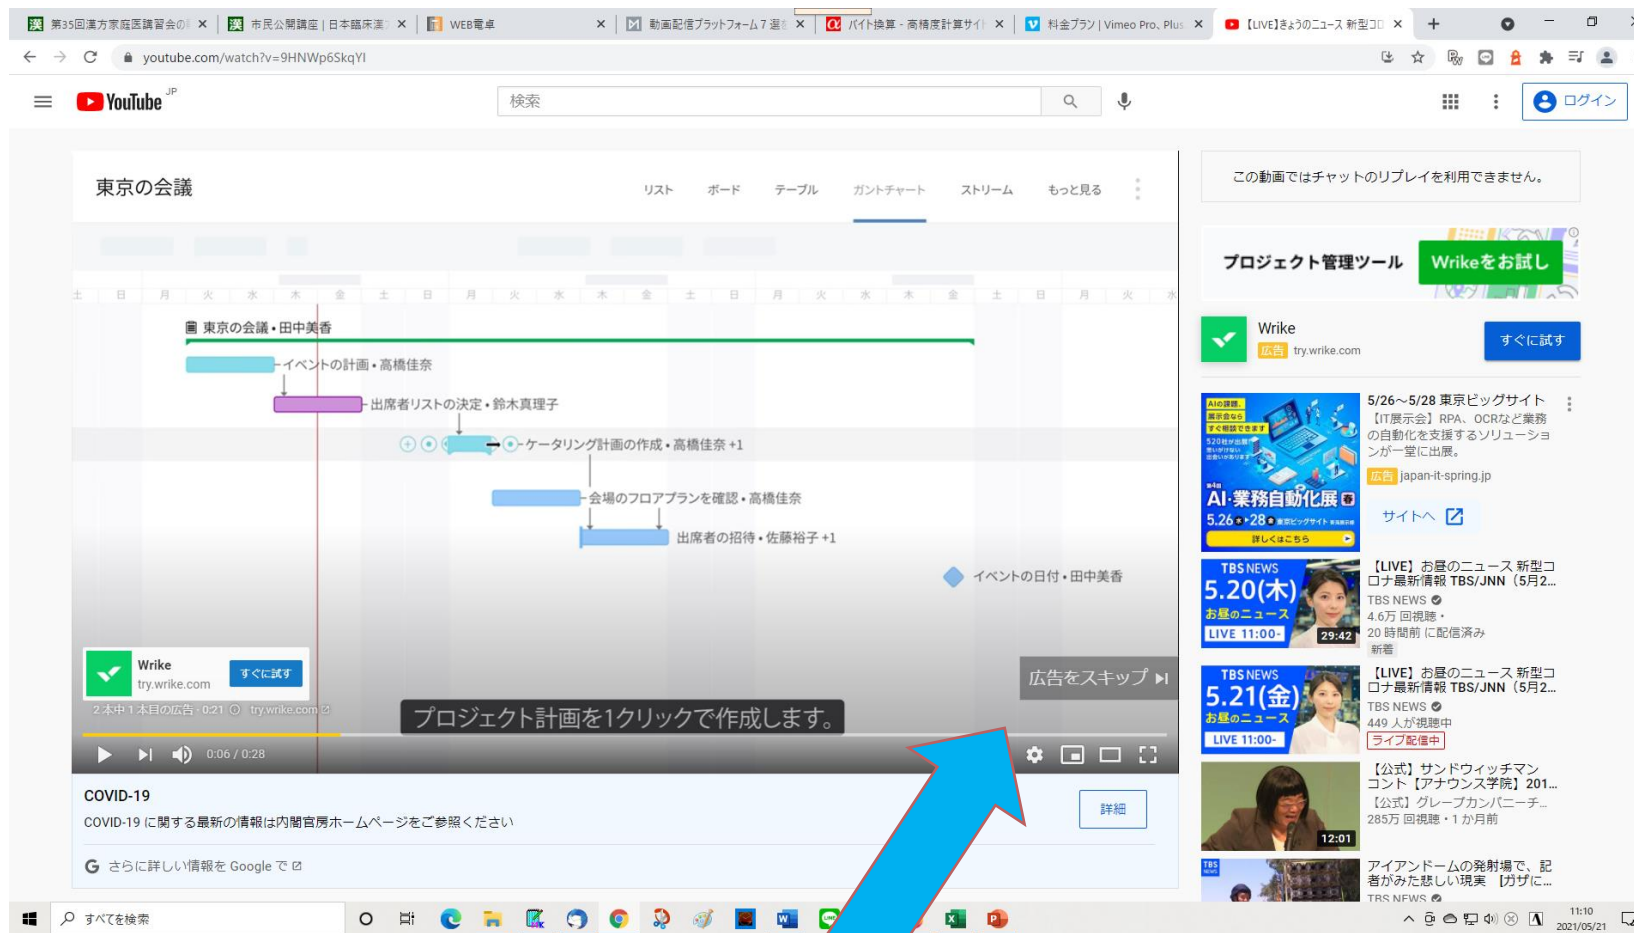 第35回漢方家庭医講習会の
市民公開講座 | 日本臨床漢
WEB電卓
動画配信プラットフォーム7選を
バイト換算 - 高精度計算サイト
料金プラン | Vimeo Pro、Plus
【LIVE】きょうのニュース 新型コロ
youtube.com/watch?v=9HNWp6SkqYI
YouTube JP
検索
ログイン
東京の会議
リスト ボード テーブル ガントチャート ストリーム もっと見る
土 日 月 火 水 木 金 土 日 月 火 水 木 金 土 日 月 火 水 木 金 土 日 月 火 水
東京の会議 • 田中美香
イベントの計画 • 高橋佳奈
出席者リストの決定 • 鈴木真理子
ケータリング計画の作成 • 高橋佳奈 +1
会場のフロアプランを確認 • 高橋佳奈
出席者の招待 • 佐藤裕子 +1
イベントの日付 • 田中美香
Wrike
try.wrike.com
すぐに試す
2 本中 1 本目の広告 · 0:21 try.wrike.com
広告をスキップ
プロジェクト計画を1クリックで作成します。
0:06 / 0:28
COVID-19
COVID-19 に関する最新の情報は内閣官房ホームページをご参照ください
詳細
さらに詳しい情報を Google で
この動画ではチャットのリプレイを利用できません。
プロジェクト管理ツール
Wrikeをお試し
Wrike
広告 try.wrike.com
すぐに試す
AIの課題、
展示会なら
すぐ相談できます
AI・業務自動化展 春
5.26 水 ▸ 28 金 東京ビッグサイト
詳しくはこちら
5/26～5/28 東京ビッグサイト
【IT展示会】RPA、OCRなど業務
の自動化を支援するソリューショ
ンが一堂に出展。
広告 japan-it-spring.jp
サイトへ
TBS NEWS
5.20(木)
お昼のニュース
LIVE 11:00-
29:42
【LIVE】お昼のニュース 新型コ
ロナ最新情報 TBS/JNN（5月2...
TBS NEWS
4.6万 回視聴・
20 時間前 に配信済み
新着
TBS NEWS
5.21(金)
お昼のニュース
LIVE 11:00-
【LIVE】お昼のニュース 新型コ
ロナ最新情報 TBS/JNN（5月2...
TBS NEWS
449 人が視聴中
ライブ配信中
12:01
【公式】サンドウィッチマン
コント【アナウンス学院】201...
【公式】グレープカンパニーチ...
285万 回視聴・1 か月前
TBS
NEWS
アイアンドームの発射場で、記
者がみた悲しい現実 [ガザに...
TBS NEWS
すべてを検索
11:10
2021/05/21